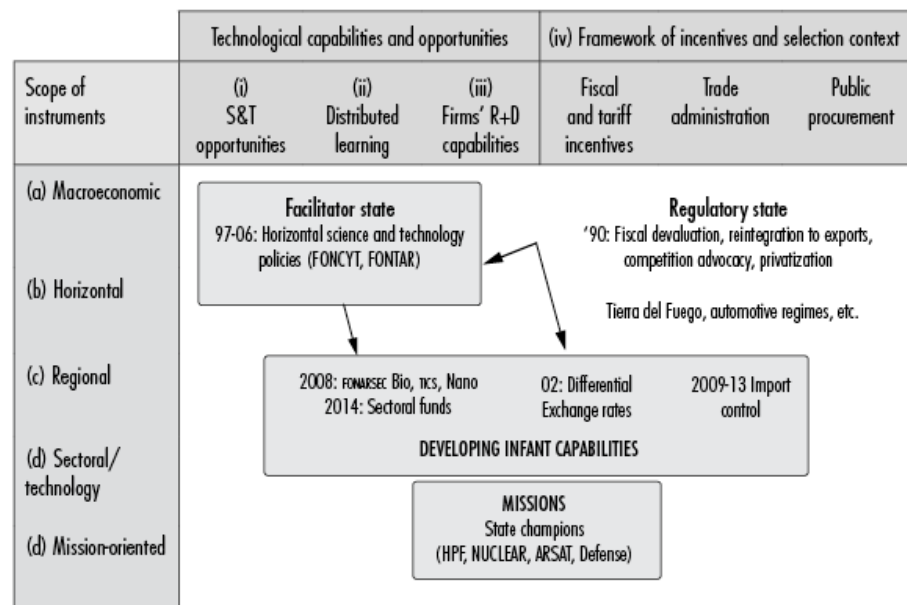 Technological capabilities and opportunities
(iv) Framework of incentives and selection context
Scope of
instruments
(i)
S&T
opportunities
(ii)
Distributed
learning
(iii)
Firms' R+D
capabilities
Fiscal
and tariff
incentives
Trade
administration
Public
procurement
(a) Macroeconomic
Facilitator state
97-06: Horizontal science and technology
policies (FONCYT, FONTAR)
Regulatory state
'90: Fiscal devaluation, reintegration to exports,
competition advocacy, privatization
(b) Horizontal
Tierra del Fuego, automotive regimes, etc.
(c) Regional
2008: FONARSEC Bio, TICS, Nano
2014: Sectoral funds
02: Differential
Exchange rates
2009-13 Import
control
DEVELOPING INFANT CAPABILITIES
(d) Sectoral/
technology
MISSIONS
State champions
(HPF, NUCLEAR, ARSAT, Defense)
(d) Mission-oriented